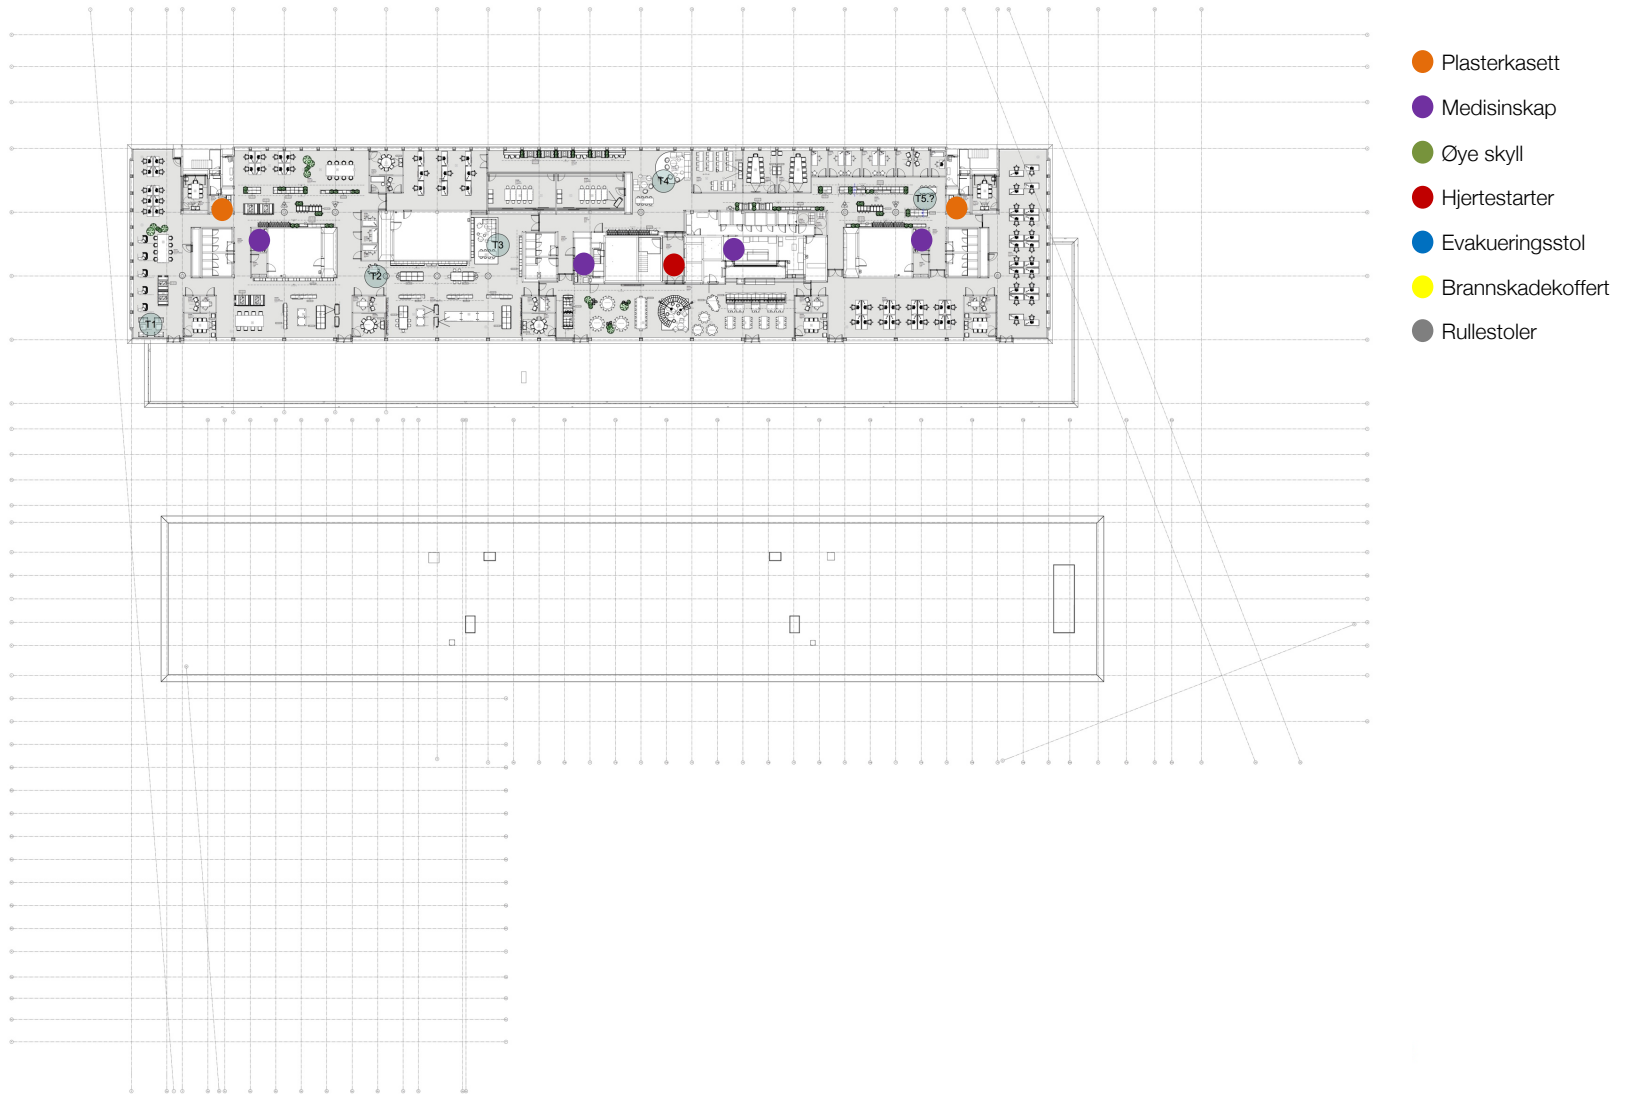 Plasterkasett
Medisinskap
Øye skyll
Hjertestarter
Evakueringsstol
Brannskadekoffert
Rullestoler
T4
T5.?
T3
T2
T1